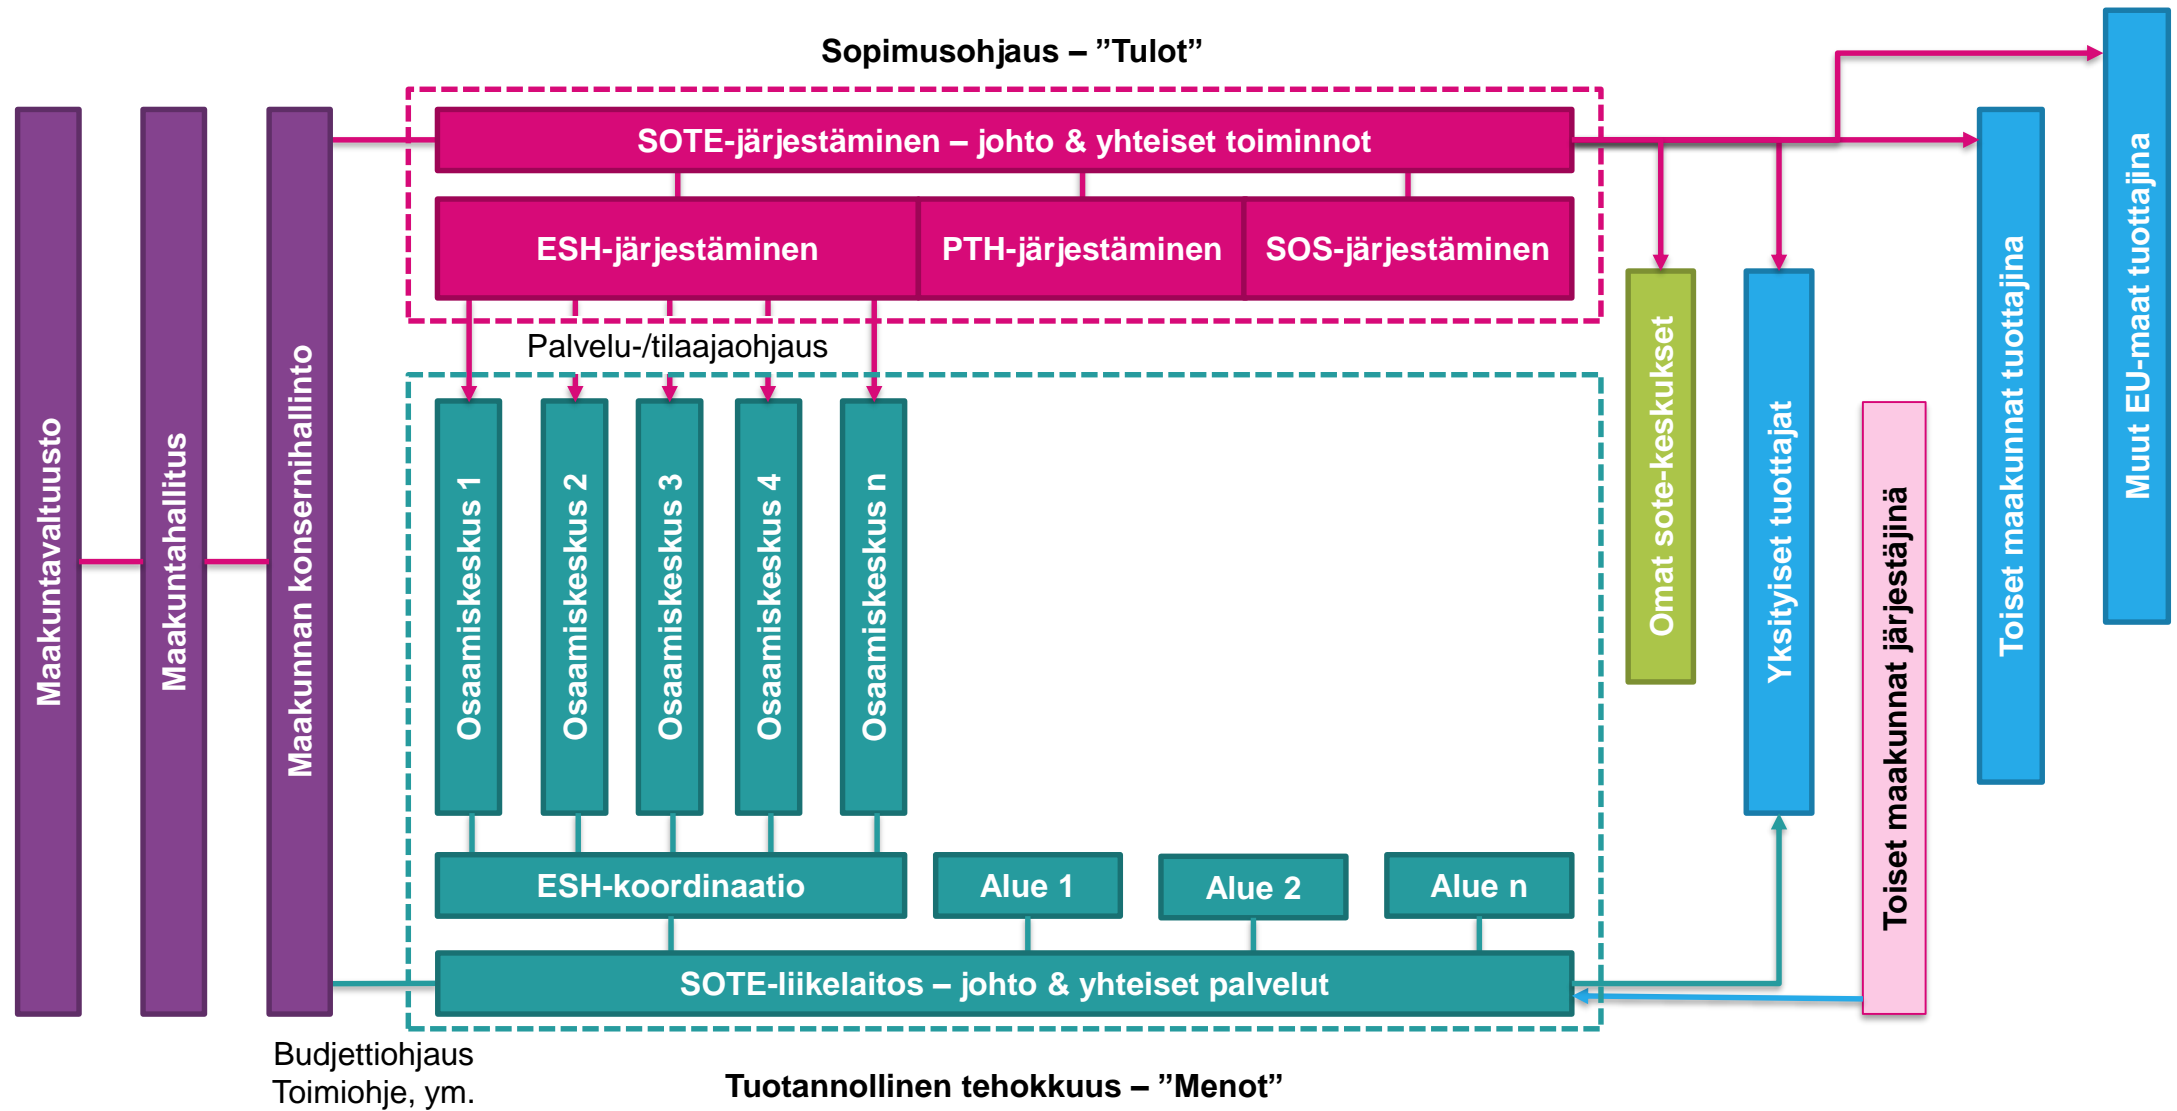 Sopimusohjaus – ”Tulot”
Maakuntavaltuusto
Maakuntahallitus
Maakunnan konsernihallinto
SOTE-järjestäminen – johto & yhteiset toiminnot
ESH-järjestäminen
PTH-järjestäminen
SOS-järjestäminen
Palvelu-/tilaajaohjaus
Osaamiskeskus 1
Osaamiskeskus 2
Osaamiskeskus 3
Osaamiskeskus 4
Osaamiskeskus n
ESH-koordinaatio
Alue 1
Alue 2
Alue n
SOTE-liikelaitos – johto & yhteiset palvelut
Omat sote-keskukset
Yksityiset tuottajat
Toiset maakunnat järjestäjinä
Toiset maakunnat tuottajina
Muut EU-maat tuottajina
Budjettiohjaus
Toimiohje, ym.
Tuotannollinen tehokkuus – ”Menot”